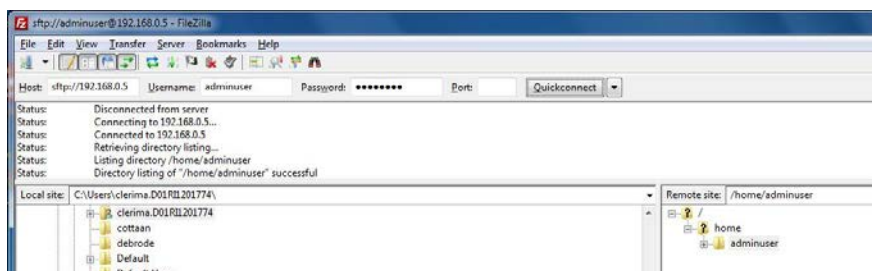 sftp://adminuser@192.168.0.5 - FileZilla
File Edit View Transfer Server Bookmarks Help
Host: sftp://192.168.0.5 Username: adminuser Password: ●●●●●●●● Port: Quickconnect
Status: Disconnected from server
Status: Connecting to 192.168.0.5...
Status: Connected to 192.168.0.5
Status: Retrieving directory listing...
Status: Listing directory /home/adminuser
Status: Directory listing of "/home/adminuser" successful
Local site: C:\Users\clerima.D01RI1201774\ Remote site: /home/adminuser
clerima.D01RI1201774 /
cottaan home
debrode adminuser
Default